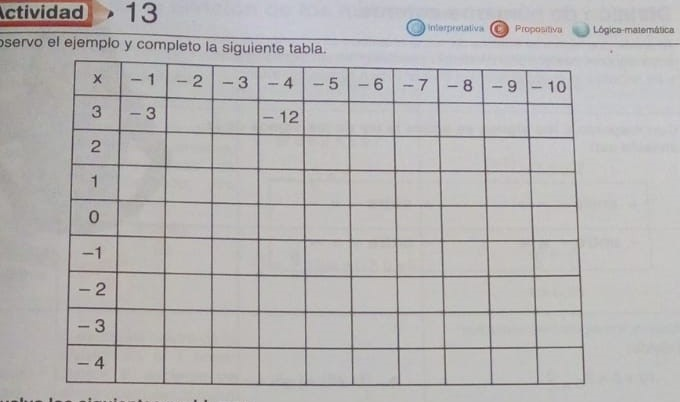 Actividad 13
Interpretativa Propositiva Lógica-matemática
bservo el ejemplo y completo la siguiente tabla.
x -1 -2 -3 -4 -5 -6 -7 -8 -9 -10
3 -3 -12
2
1
0
-1
-2
-3
-4